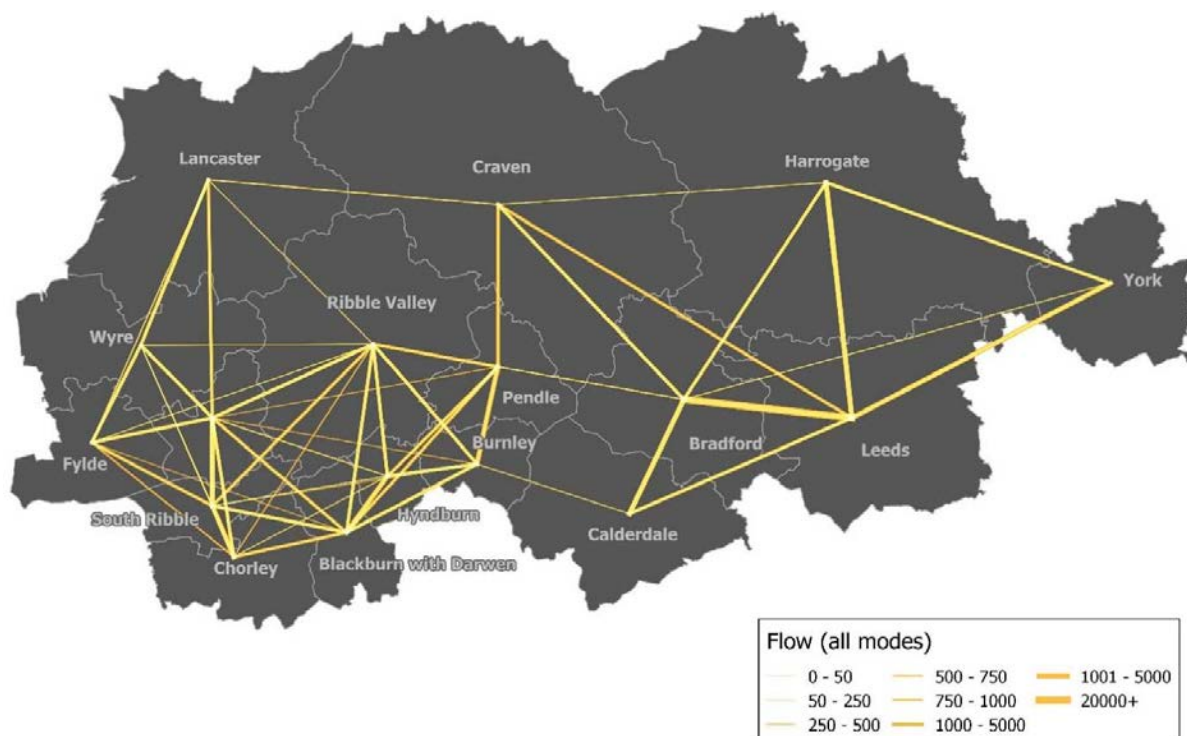 Lancaster
Craven
Harrogate
York
Ribble Valley
Wyre
Pendle
Burnley
Bradford
Leeds
Fylde
South Ribble
Hyndburn
Calderdale
Chorley
Blackburn with Darwen
Flow (all modes)
0 - 50
50 - 250
250 - 500
500 - 750
750 - 1000
1000 - 5000
1001 - 5000
20000+